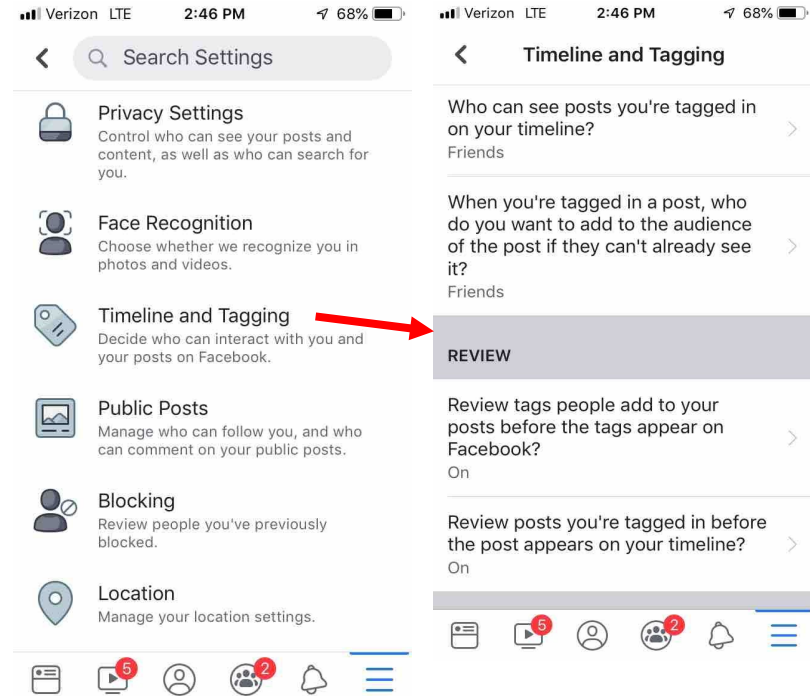 Verizon LTE 2:46 PM 68%
Search Settings
Privacy Settings
Control who can see your posts and
content, as well as who can search for
you.
Face Recognition
Choose whether we recognize you in
photos and videos.
Timeline and Tagging
Decide who can interact with you and
your posts on Facebook.
Public Posts
Manage who can follow you, and who
can comment on your public posts.
Blocking
Review people you've previously
blocked.
Location
Manage your location settings.
5 2
Verizon LTE 2:46 PM 68%
Timeline and Tagging
Who can see posts you're tagged in
on your timeline?
Friends
When you're tagged in a post, who
do you want to add to the audience
of the post if they can't already see
it?
Friends
REVIEW
Review tags people add to your
posts before the tags appear on
Facebook?
On
Review posts you're tagged in before
the post appears on your timeline?
On
5 2